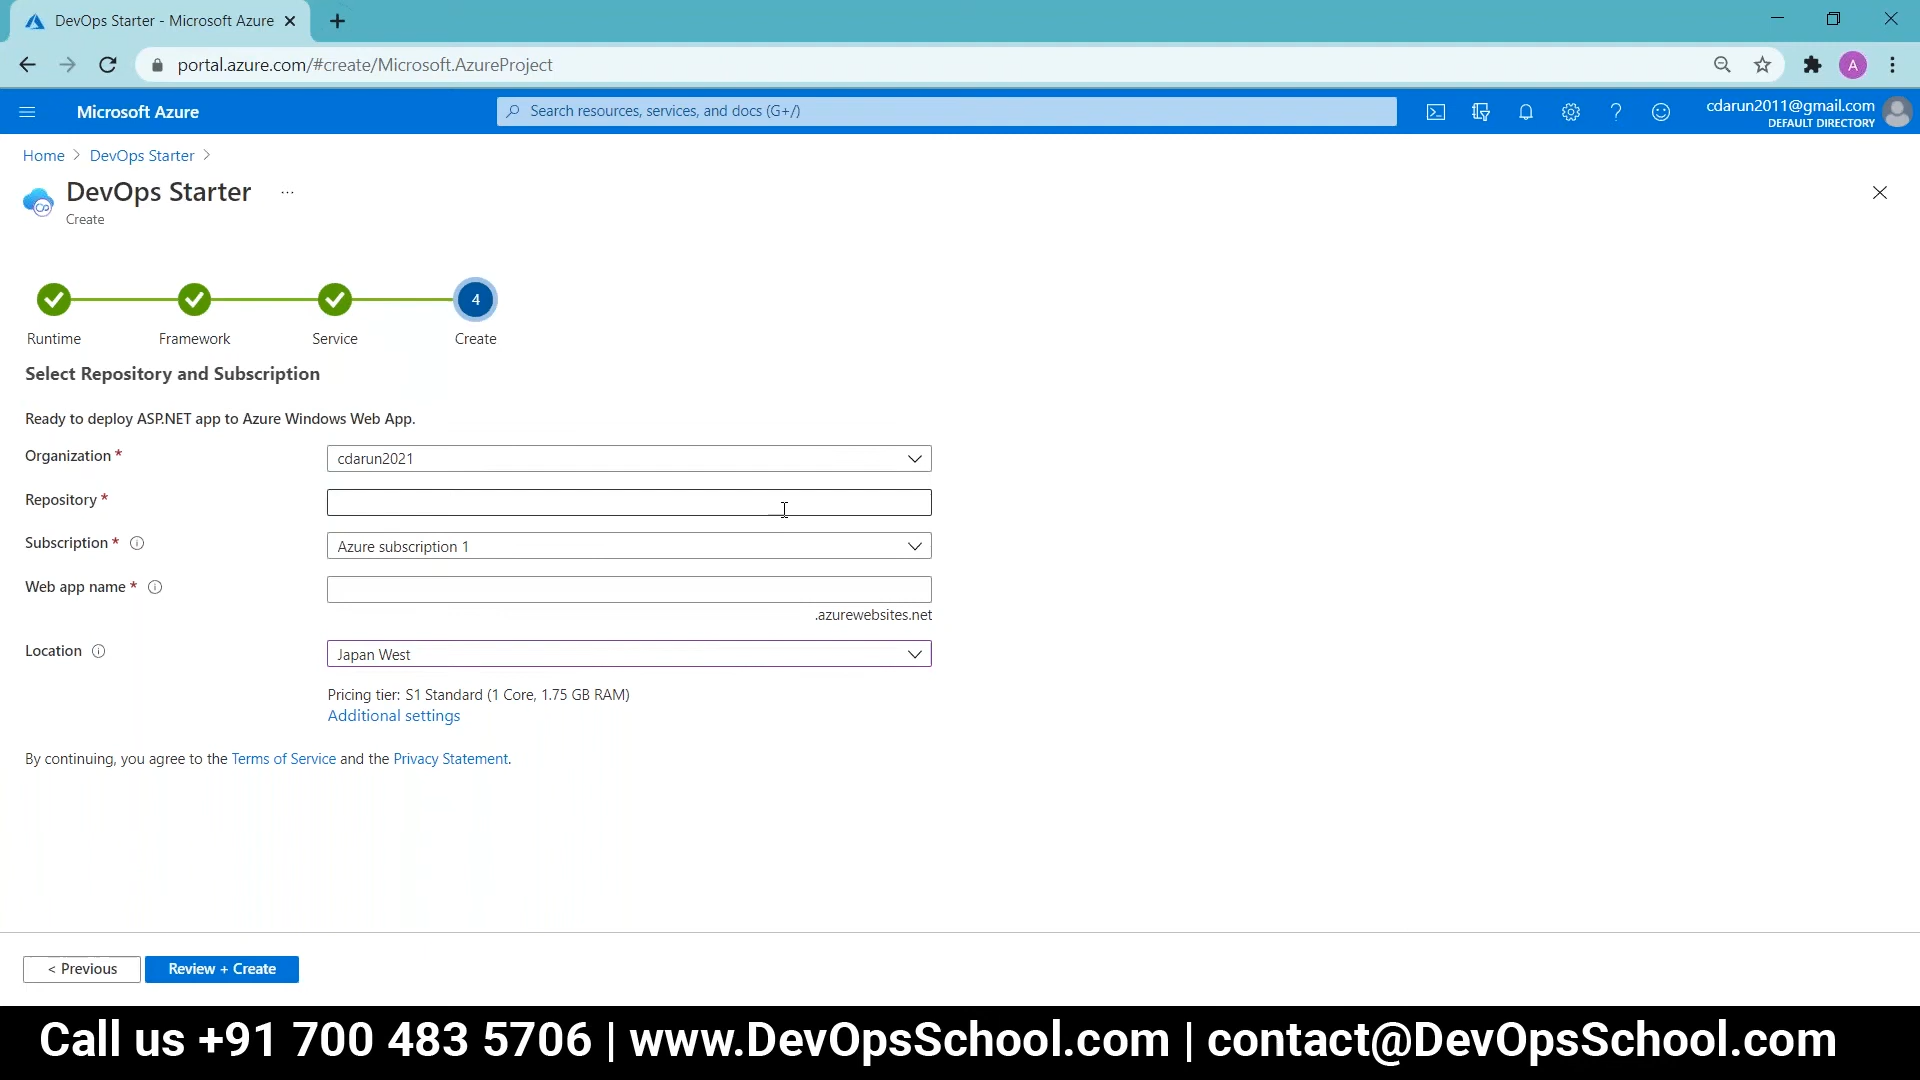 DevOps Starter - Microsoft Azure
portal.azure.com/#create/Microsoft.AzureProject
A
Microsoft Azure
Search resources, services, and docs (G+/)
cdarun2011@gmail.com
DEFAULT DIRECTORY
Home > DevOps Starter >
DevOps Starter ...
Create
4
Runtime Framework Service Create
Select Repository and Subscription
Ready to deploy ASP.NET app to Azure Windows Web App.
Organization * cdarun2021
Repository *
Subscription * Azure subscription 1
Web app name *
.azurewebsites.net
Location Japan West
Pricing tier: S1 Standard (1 Core, 1.75 GB RAM)
Additional settings
By continuing, you agree to the Terms of Service and the Privacy Statement.
< Previous Review + Create
Call us +91 700 483 5706 | www.DevOpsSchool.com | contact@DevOpsSchool.com